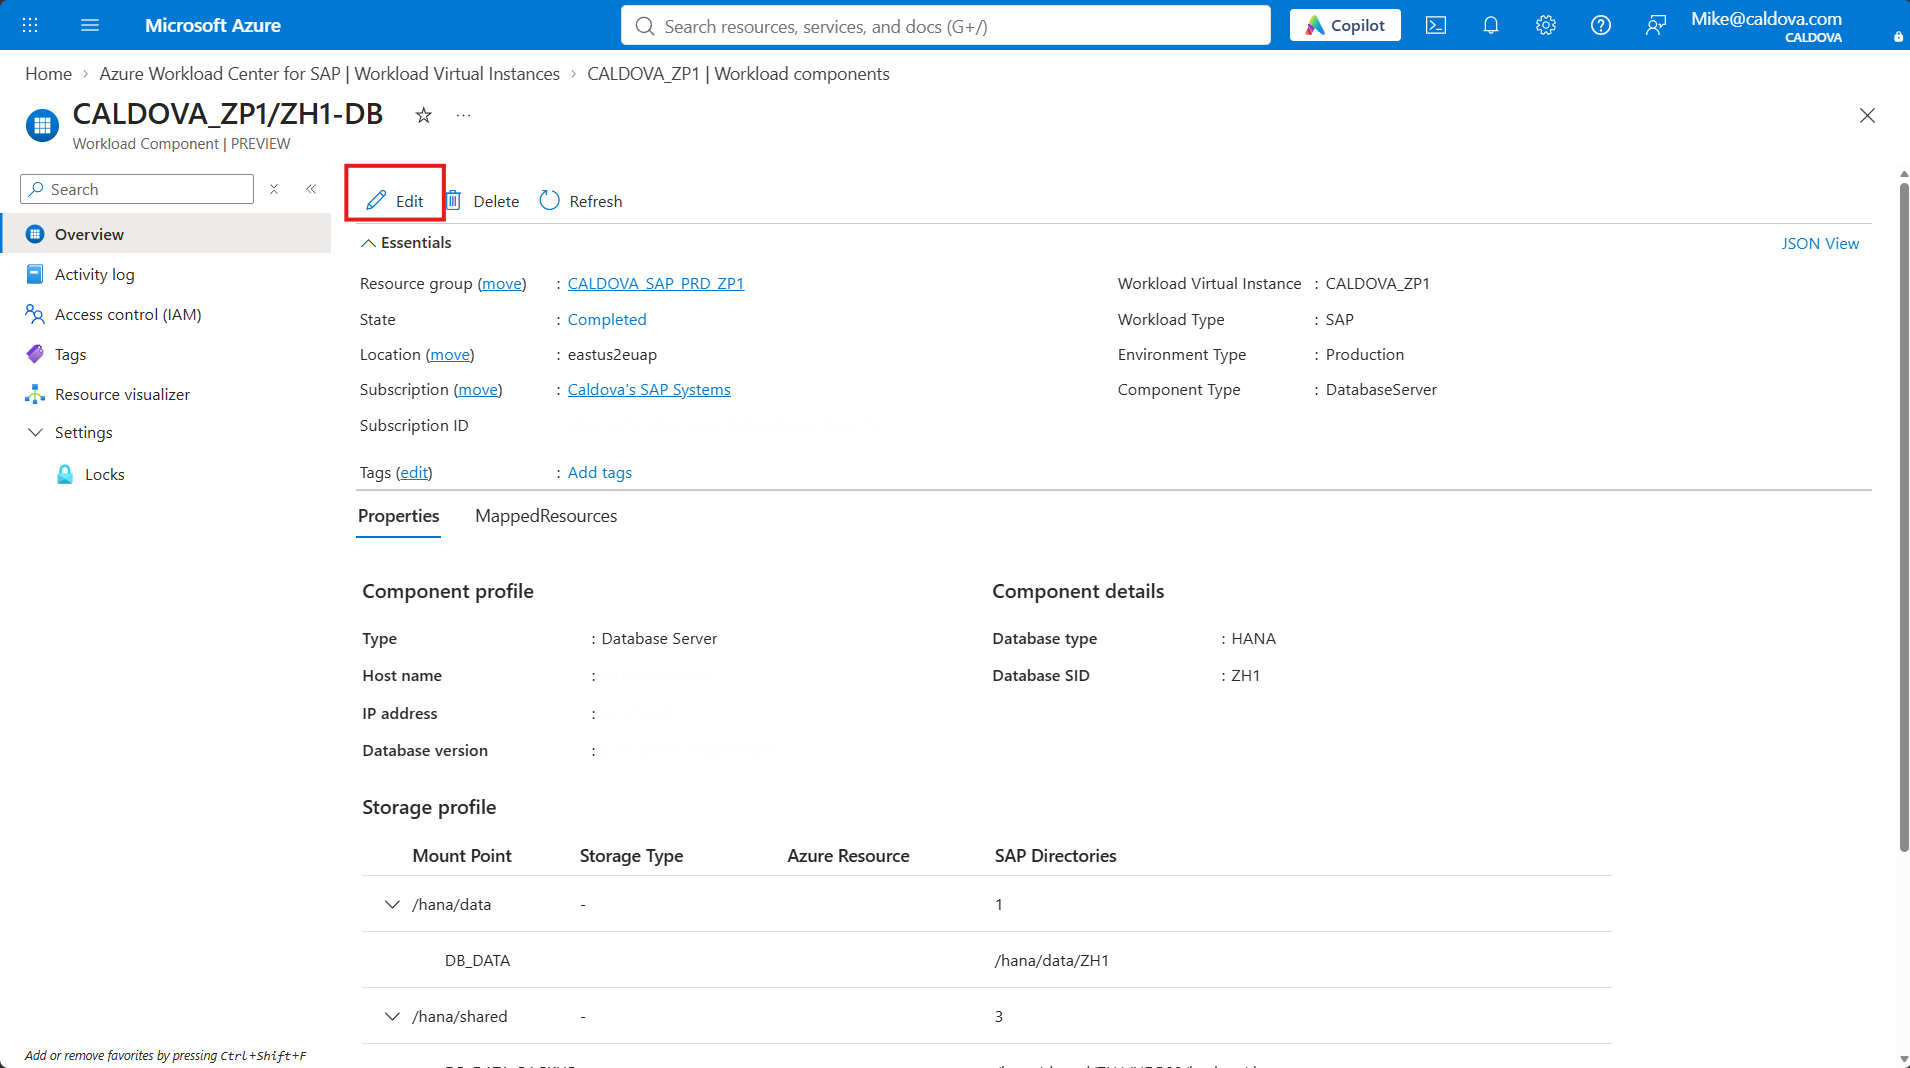 Microsoft Azure
Search resources, services, and docs (G+/)
Copilot
Mike@caldova.com
CALDOVA
Home › Azure Workload Center for SAP | Workload Virtual Instances › CALDOVA_ZP1 | Workload components
CALDOVA_ZP1/ZH1-DB
Workload Component | PREVIEW
Search
Overview
Activity log
Access control (IAM)
Tags
Resource visualizer
Settings
Locks
Add or remove favorites by pressing Ctrl+Shift+F
Edit Delete Refresh
Essentials
JSON View
Resource group (move) : CALDOVA_SAP_PRD_ZP1
State : Completed
Location (move) : eastus2euap
Subscription (move) : Caldova's SAP Systems
Subscription ID
Tags (edit) : Add tags
Workload Virtual Instance : CALDOVA_ZP1
Workload Type : SAP
Environment Type : Production
Component Type : DatabaseServer
Properties MappedResources
Component profile
Type : Database Server
Host name :
IP address :
Database version :
Component details
Database type : HANA
Database SID : ZH1
Storage profile
Mount Point Storage Type Azure Resource SAP Directories
/hana/data - 1
DB_DATA /hana/data/ZH1
/hana/shared - 3